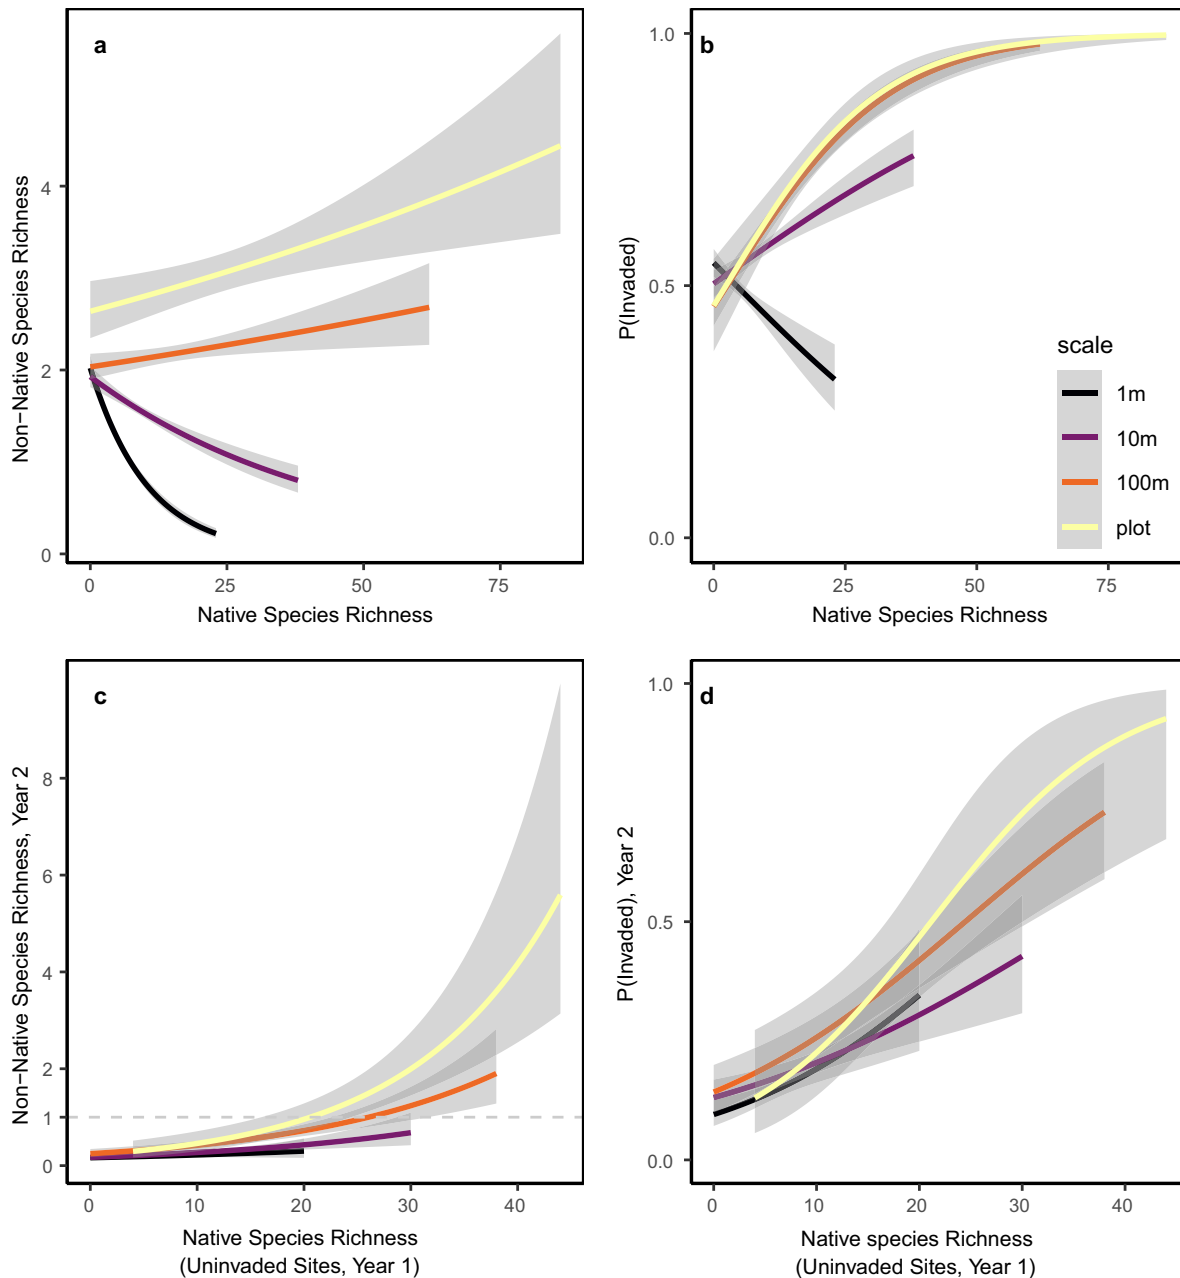 a
Non−Native Species Richness
4
2
0
0
25
50
75
Native Species Richness
b
P(Invaded)
1.0
0.5
0.0
0
25
50
75
Native Species Richness
scale
1m
10m
100m
plot
c
Non−Native Species Richness, Year 2
8
6
4
2
1
0
0
10
20
30
40
Native Species Richness
(Uninvaded Sites, Year 1)
d
P(Invaded), Year 2
1.0
0.5
0.0
0
10
20
30
40
Native species Richness
(Uninvaded Sites, Year 1)